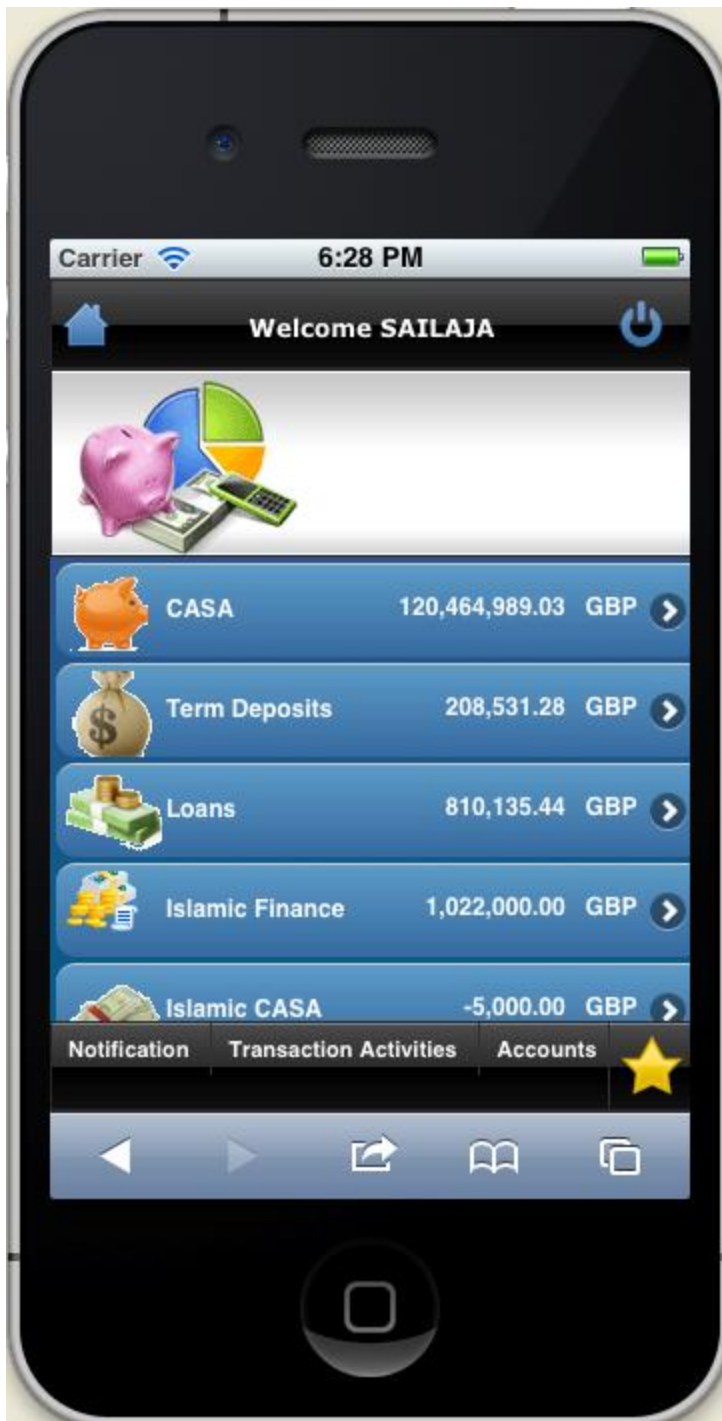 Carrier 6:28 PM
Welcome SAILAJA
CASA 120,464,989.03 GBP
$
Term Deposits 208,531.28 GBP
Loans 810,135.44 GBP
Islamic Finance 1,022,000.00 GBP
Islamic CASA -5,000.00 GBP
Notification Transaction Activities Accounts